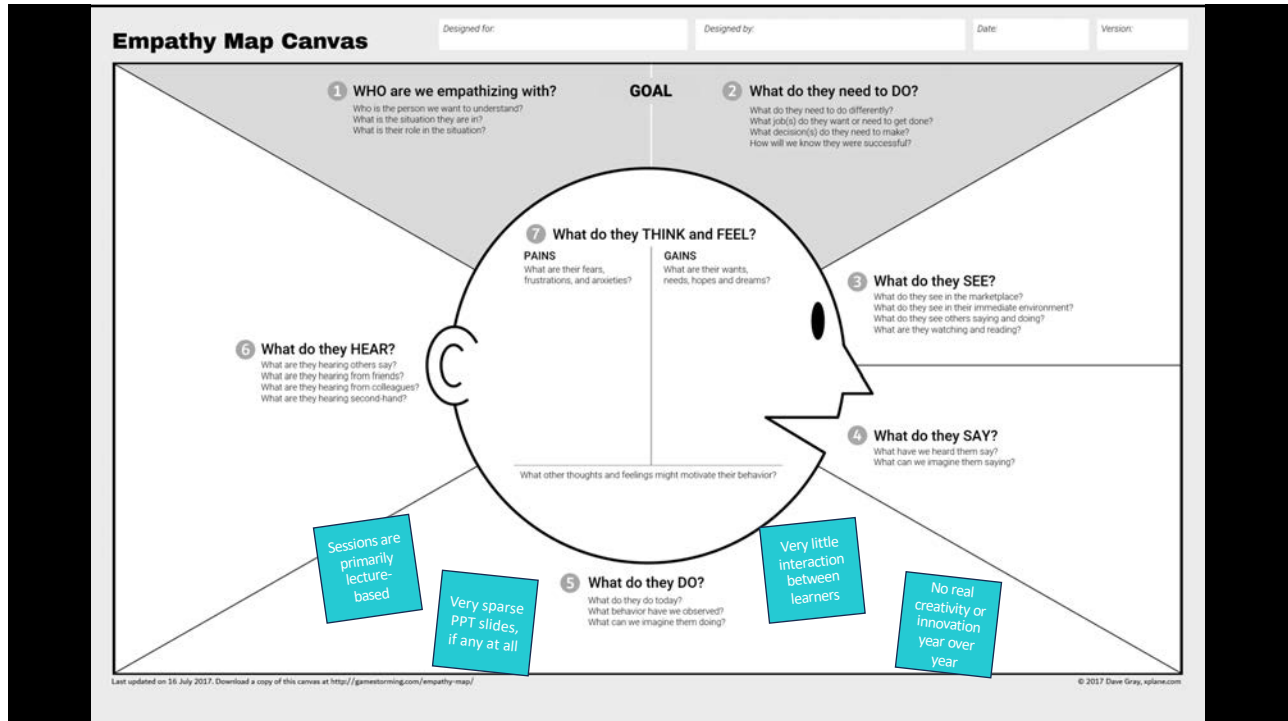 Empathy Map Canvas
Designed for:
Designed by:
Date:
Version:
1 WHO are we empathizing with?
Who is the person we want to understand?
What is the situation they are in?
What is their role in the situation?
GOAL
2 What do they need to DO?
What do they need to do differently?
What job(s) do they want or need to get done?
What decision(s) do they need to make?
How will we know they were successful?
7 What do they THINK and FEEL?
PAINS
What are their fears,
frustrations, and anxieties?
GAINS
What are their wants,
needs, hopes and dreams?
3 What do they SEE?
What do they see in the marketplace?
What do they see in their immediate environment?
What do they see others saying and doing?
What are they watching and reading?
6 What do they HEAR?
What are they hearing others say?
What are they hearing from friends?
What are they hearing from colleagues?
What are they hearing second-hand?
4 What do they SAY?
What have we heard them say?
What can we imagine them saying?
What other thoughts and feelings might motivate their behavior?
Sessions are
primarily
lecture-
based
Very sparse
PPT slides,
if any at all
5 What do they DO?
What do they do today?
What behavior have we observed?
What can we imagine them doing?
Very little
interaction
between
learners
No real
creativity or
innovation
year over
year
Last updated on 16 July 2017. Download a copy of this canvas at http://gamestorming.com/empathy-map/
© 2017 Dave Gray, xplane.com